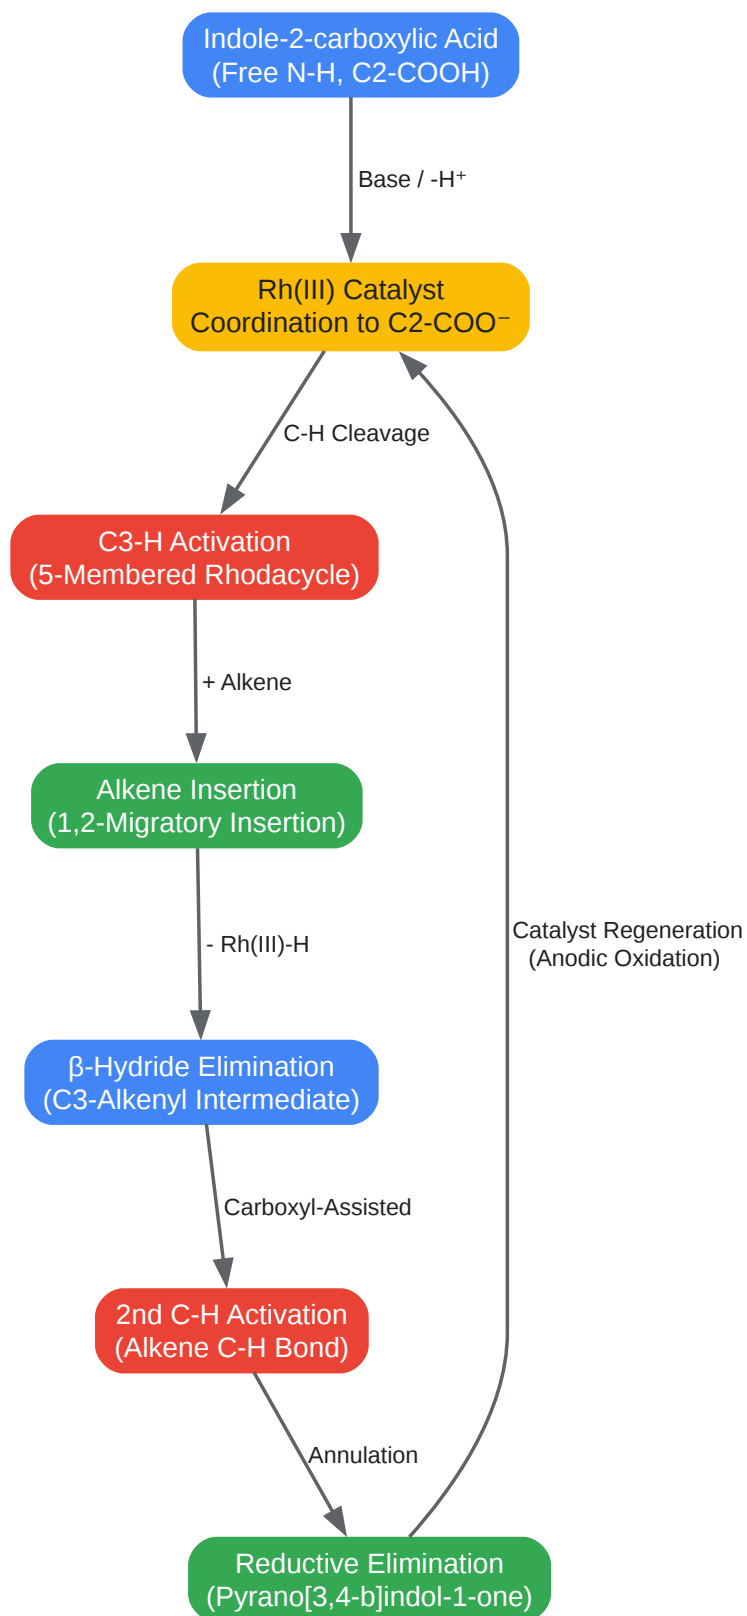 Indole-2-carboxylic Acid
(Free N-H, C2-COOH)
Base / -H⁺
Rh(III) Catalyst
Coordination to C2-COO⁻
C-H Cleavage
C3-H Activation
(5-Membered Rhodacycle)
+ Alkene
Alkene Insertion
(1,2-Migratory Insertion)
- Rh(III)-H
Catalyst Regeneration
(Anodic Oxidation)
β-Hydride Elimination
(C3-Alkenyl Intermediate)
Carboxyl-Assisted
2nd C-H Activation
(Alkene C-H Bond)
Annulation
Reductive Elimination
(Pyrano[3,4-b]indol-1-one)